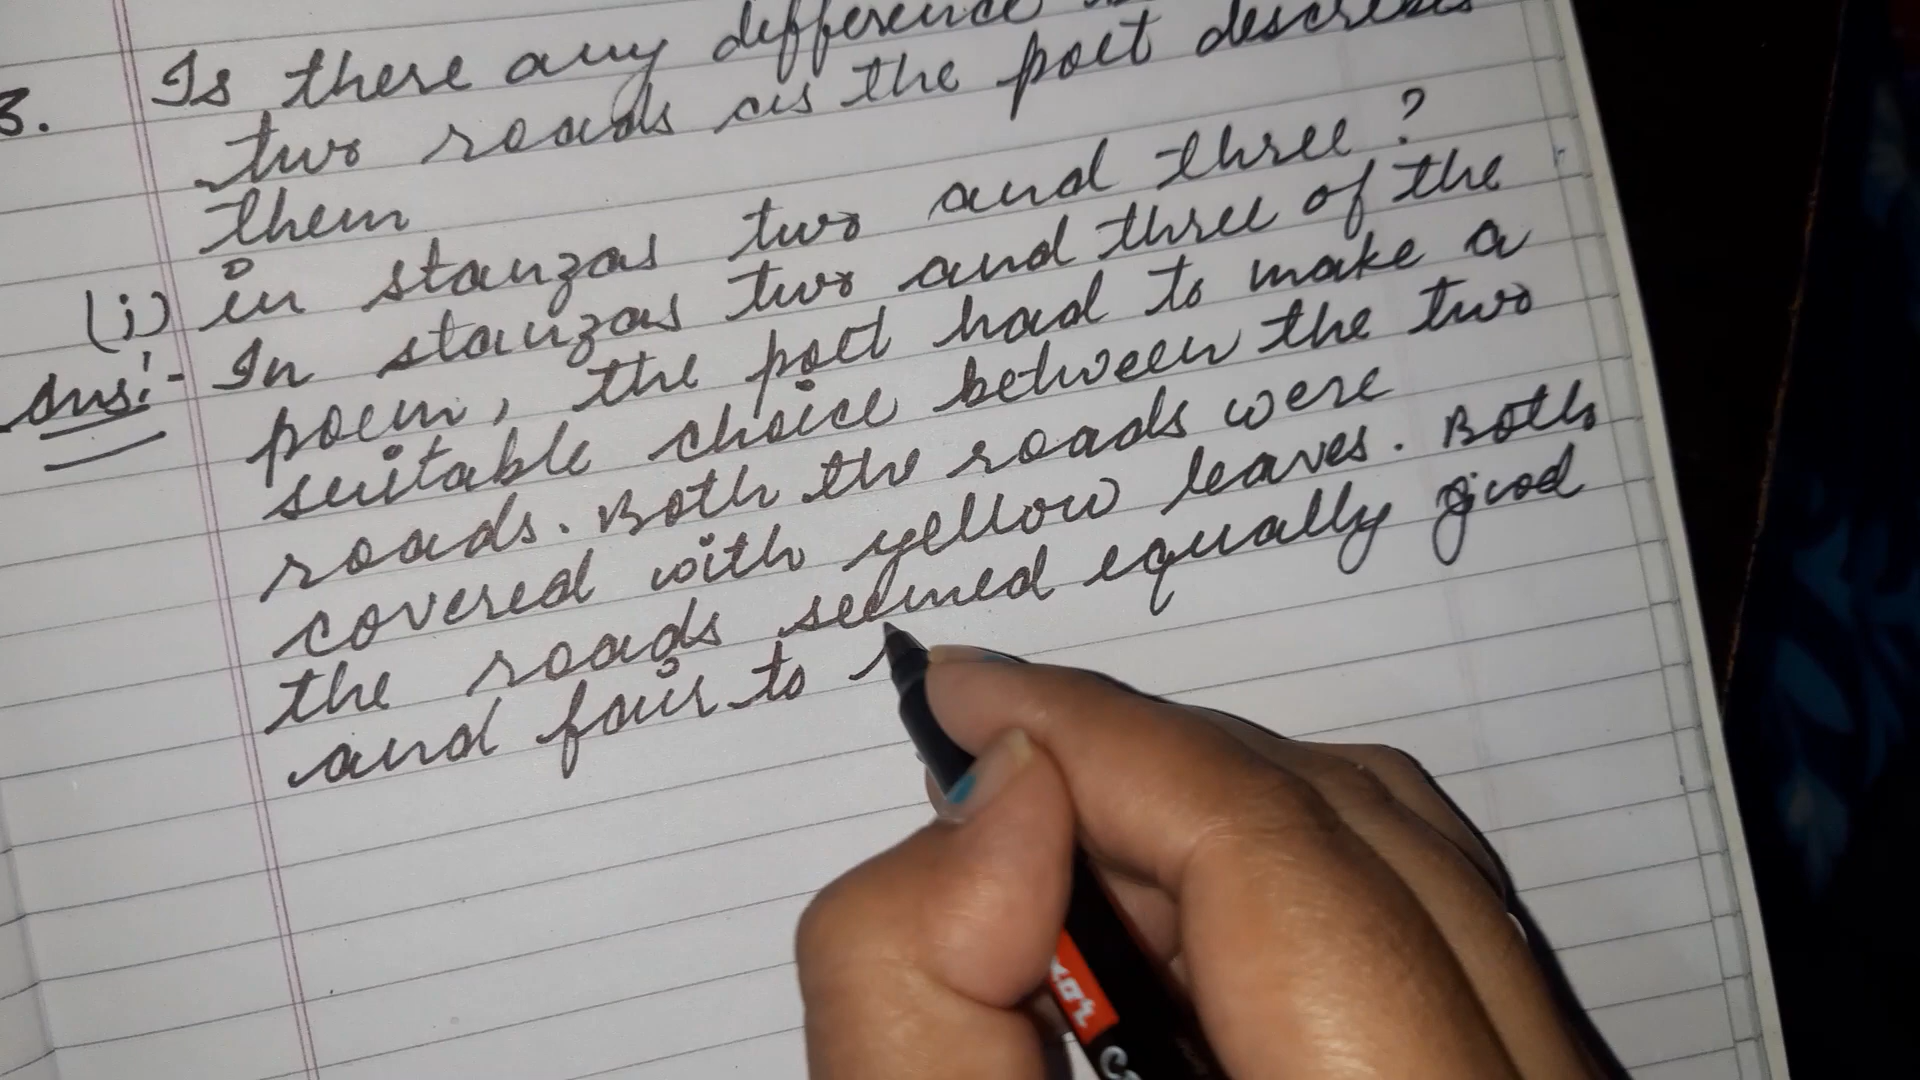 3. Is there any difference
two roads as the poet describes
them
(i) in stanzas two and three?
Ans:- In stanzas two and three of the
poem, the poet had to make a
suitable choice between the two
roads. Both the roads were
covered with yellow leaves. Both
the roads seemed equally good
and fair to